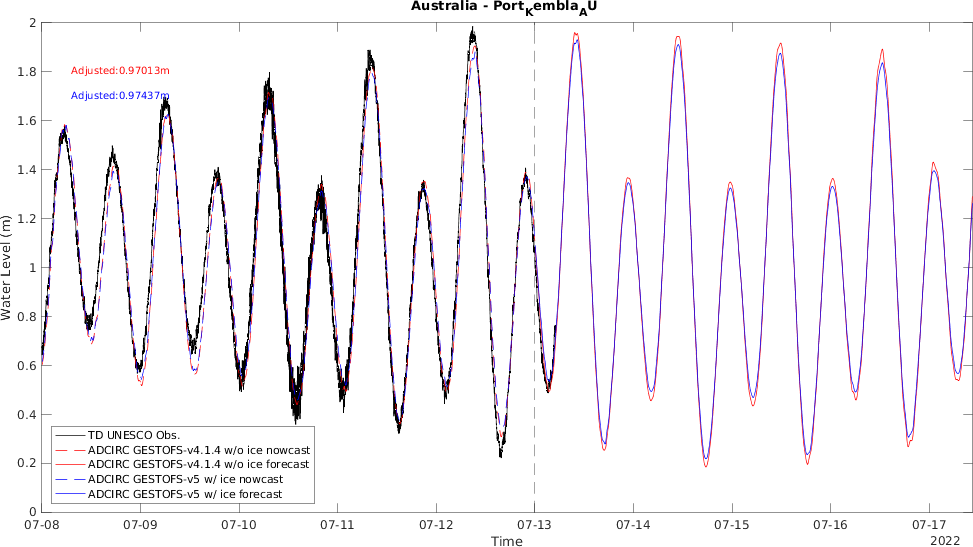 Australia - PortKemblaAU
2
1.8
1.6
1.4
1.2
1
0.8
0.6
0.4
0.2
0
Water Level (m)
Adjusted:0.97013m
Adjusted:0.97437m
TD UNESCO Obs.
ADCIRC GESTOFS-v4.1.4 w/o ice nowcast
ADCIRC GESTOFS-v4.1.4 w/o ice forecast
ADCIRC GESTOFS-v5 w/ ice nowcast
ADCIRC GESTOFS-v5 w/ ice forecast
07-08 07-09 07-10 07-11 07-12 07-13 07-14 07-15 07-16 07-17
Time
2022